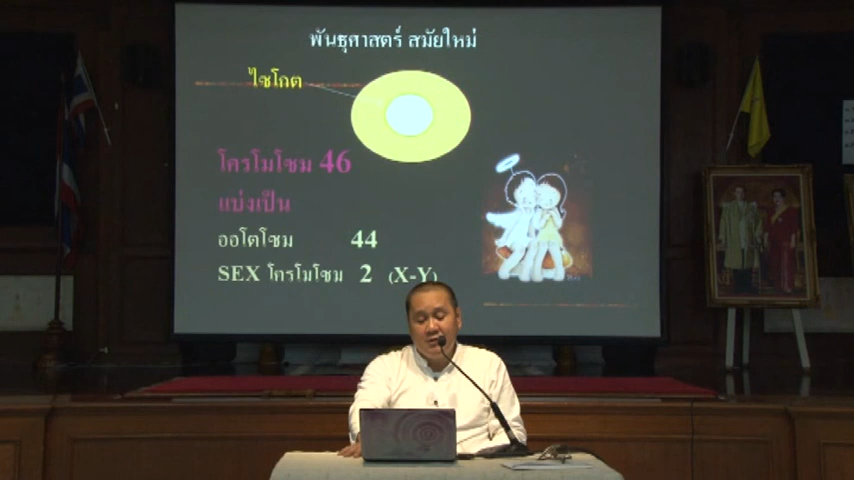 พันธุศาสตร์ สมัยใหม่
ไซโกต
โครโมโซม 46
แบ่งเป็น
ออโตโซม 44
SEX โครโมโซม 2 (X-Y)